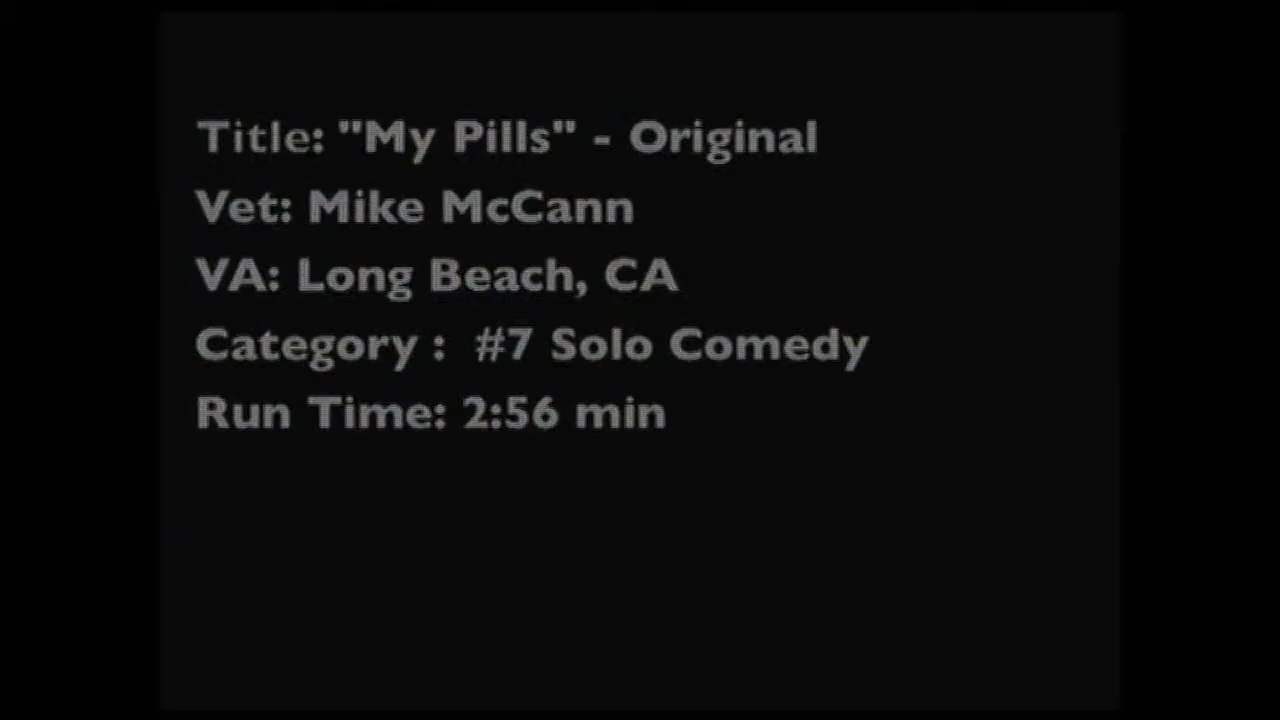 Title: "My Pills" - Original
Vet: Mike McCann
VA: Long Beach, CA
Category :  #7 Solo Comedy
Run Time: 2:56 min